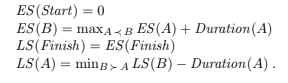 ES(Start) = 0
ES(B) = max_{A ≺ B} ES(A) + Duration(A)
LS(Finish) = ES(Finish)
LS(A) = min_{B ≻ A} LS(B) − Duration(A) .